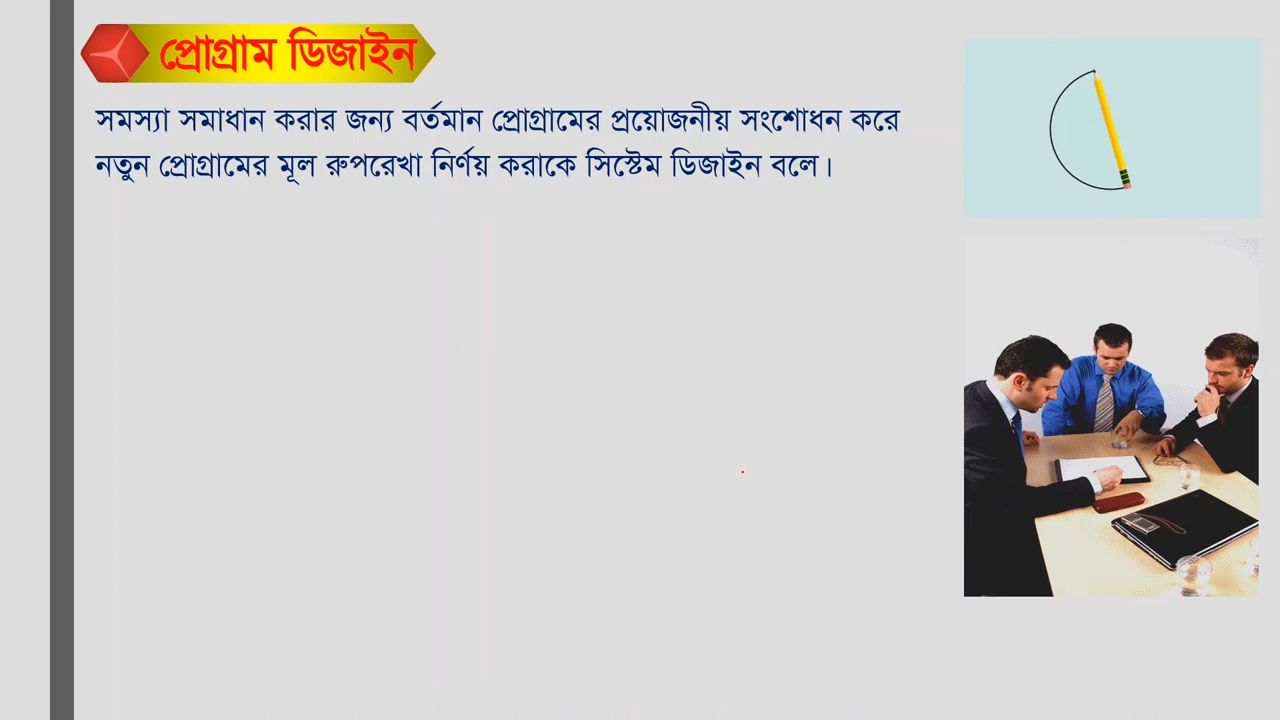 প্রোগ্রাম ডিজাইন
সমস্যা সমাধান করার জন্য বর্তমান প্রোগ্রামের প্রয়োজনীয় সংশোধন করে
নতুন প্রোগ্রামের মূল রুপরেখা নির্ণয় করাকে সিস্টেম ডিজাইন বলে।